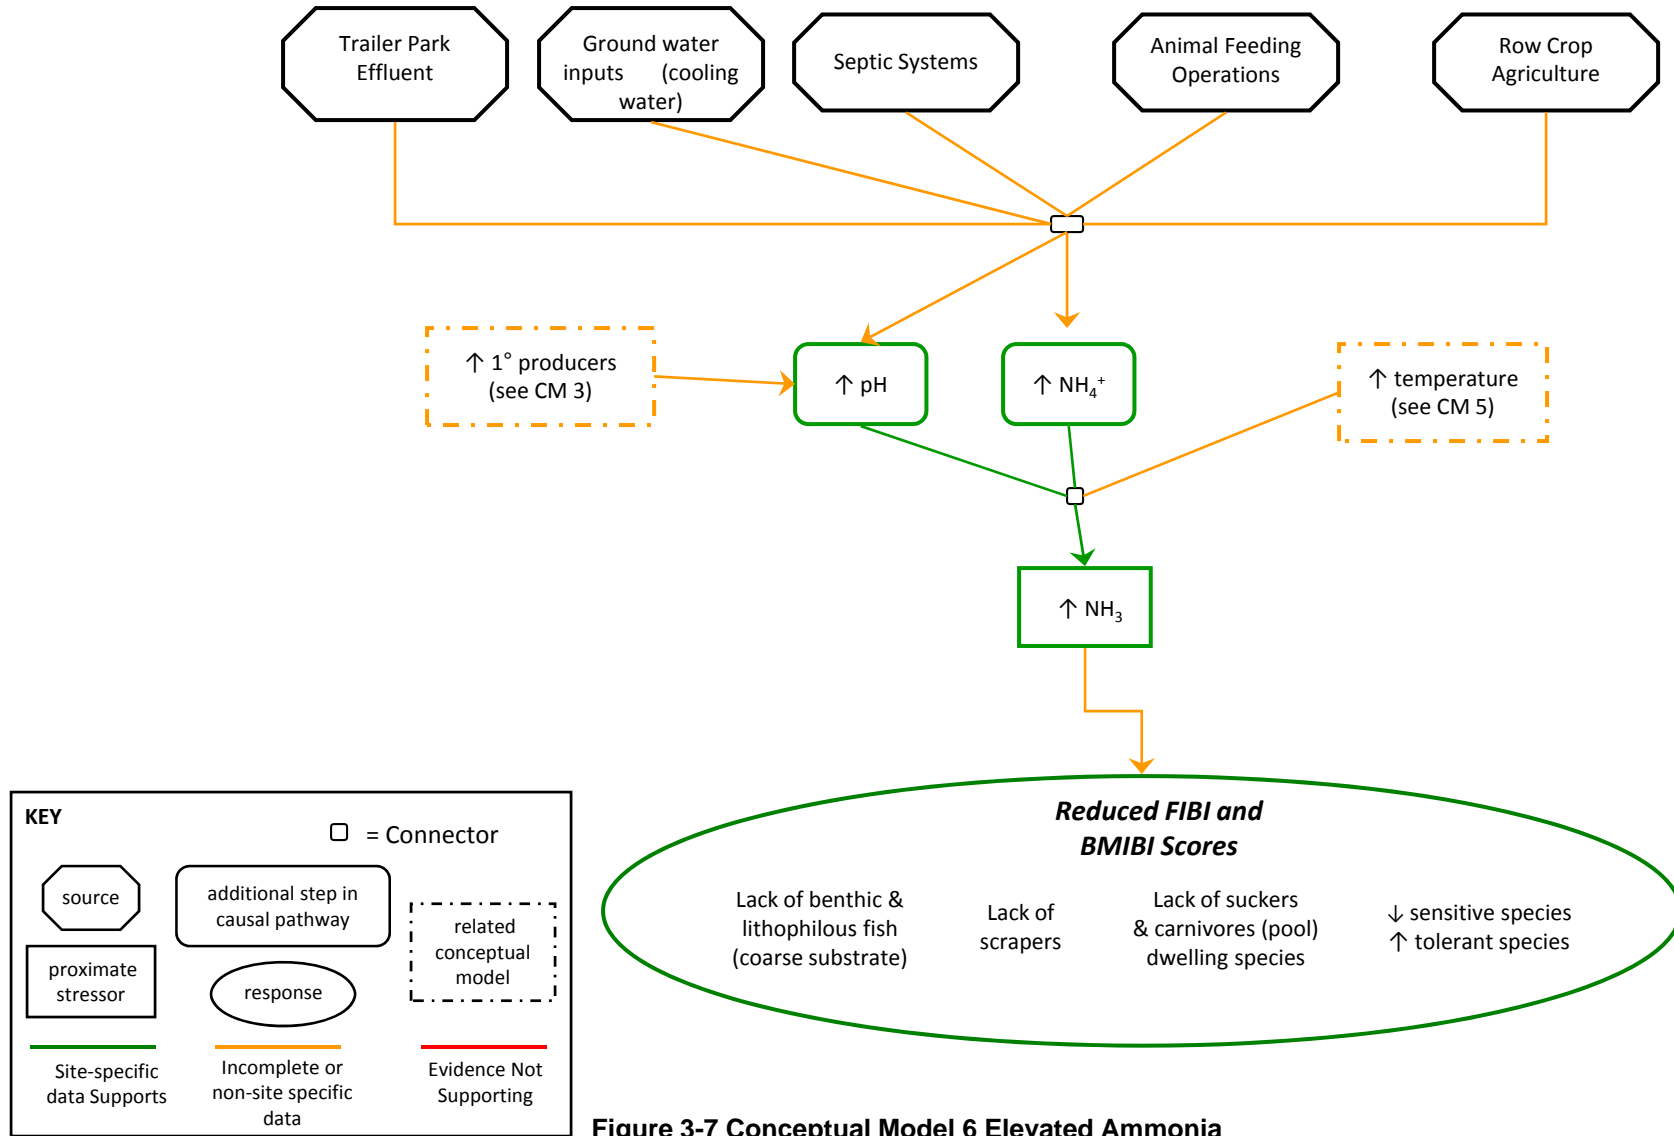 Trailer Park
Effluent
Ground water
inputs (cooling
water)
Septic Systems
Animal Feeding
Operations
Row Crop
Agriculture
↑ 1° producers
(see CM 3)
↑ pH
↑ NH₄⁺
↑ temperature
(see CM 5)
↑ NH₃
Reduced FIBI and
BMIBI Scores
Lack of benthic &
lithophilous fish
(coarse substrate)
Lack of
scrapers
Lack of suckers
& carnivores (pool)
dwelling species
↓ sensitive species
↑ tolerant species
KEY
= Connector
source
additional step in
causal pathway
related
conceptual
model
proximate
stressor
response
Site-specific
data Supports
Incomplete or
non-site specific
data
Evidence Not
Supporting
Figure 3-7 Conceptual Model 6 Elevated Ammonia